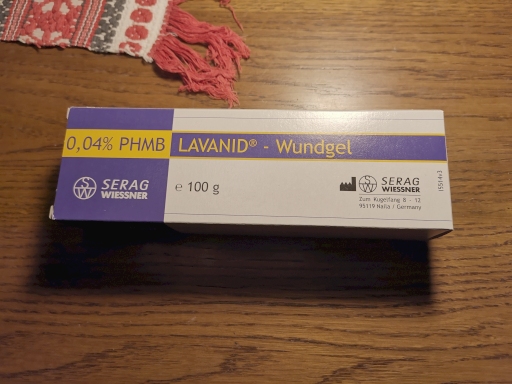 0,04% PHMB
LAVANID® - Wundgel
SERAG
WIESSNER
e 100 g
SERAG
WIESSNER
Zum Kugelfang 8 - 12
95119 Naila / Germany